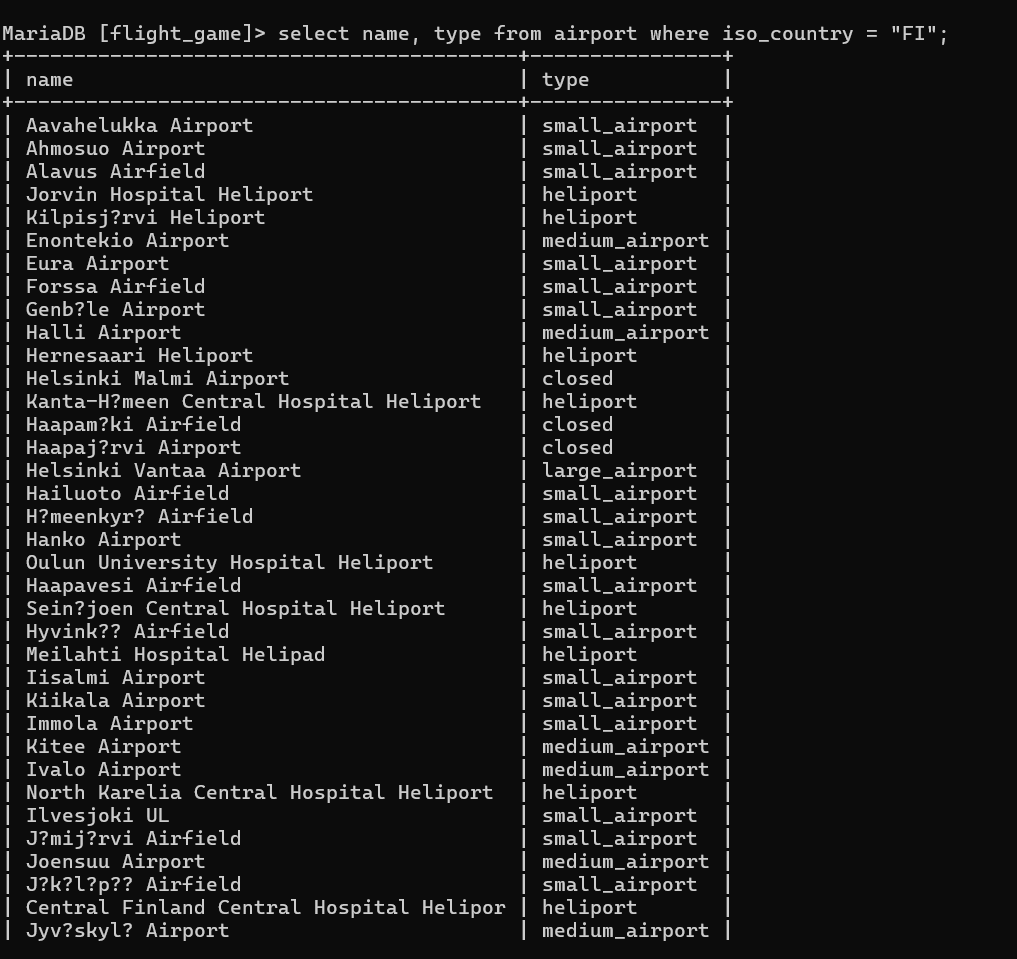 MariaDB [flight_game]> select name, type from airport where iso_country = "FI";
+------------------------------------------+----------------+
| name                                     | type           |
+------------------------------------------+----------------+
| Aavahelukka Airport                      | small_airport  |
| Ahmosuo Airport                          | small_airport  |
| Alavus Airfield                          | small_airport  |
| Jorvin Hospital Heliport                 | heliport       |
| Kilpisj?rvi Heliport                     | heliport       |
| Enontekio Airport                        | medium_airport |
| Eura Airport                             | small_airport  |
| Forssa Airfield                          | small_airport  |
| Genb?le Airport                          | small_airport  |
| Halli Airport                            | medium_airport |
| Hernesaari Heliport                      | heliport       |
| Helsinki Malmi Airport                   | closed         |
| Kanta-H?meen Central Hospital Heliport   | heliport       |
| Haapam?ki Airfield                       | closed         |
| Haapaj?rvi Airport                       | closed         |
| Helsinki Vantaa Airport                  | large_airport  |
| Hailuoto Airfield                        | small_airport  |
| H?meenkyr? Airfield                      | small_airport  |
| Hanko Airport                            | small_airport  |
| Oulun University Hospital Heliport       | heliport       |
| Haapavesi Airfield                       | small_airport  |
| Sein?joen Central Hospital Heliport      | heliport       |
| Hyvink?? Airfield                        | small_airport  |
| Meilahti Hospital Helipad                | heliport       |
| Iisalmi Airport                          | small_airport  |
| Kiikala Airport                          | small_airport  |
| Immola Airport                           | small_airport  |
| Kitee Airport                            | medium_airport |
| Ivalo Airport                            | medium_airport |
| North Karelia Central Hospital Heliport  | heliport       |
| Ilvesjoki UL                             | small_airport  |
| J?mij?rvi Airfield                       | small_airport  |
| Joensuu Airport                          | medium_airport |
| J?k?l?p?? Airfield                       | small_airport  |
| Central Finland Central Hospital Helipor | heliport       |
| Jyv?skyl? Airport                        | medium_airport |